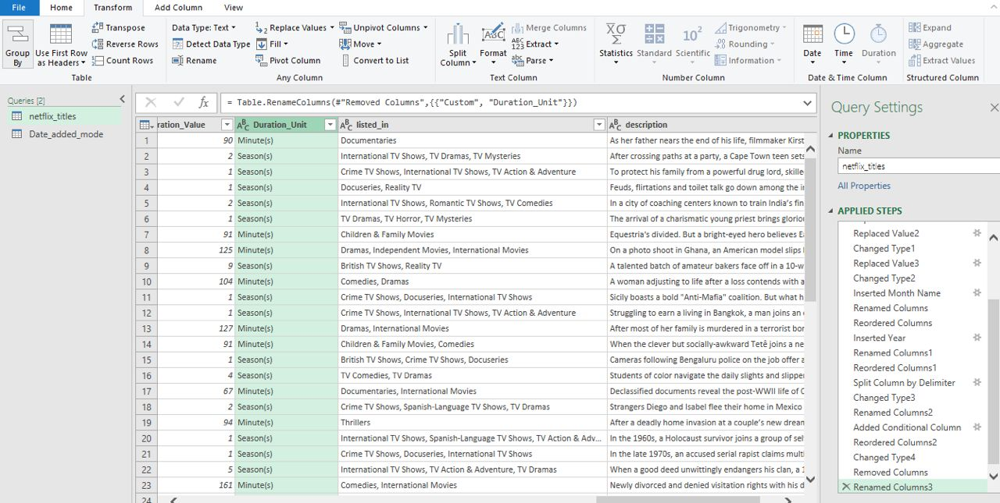 File Home Transform Add Column View
Transpose Data Type: Text Replace Values Unpivot Columns Merge Columns Trigonometry Expand
Reverse Rows Detect Data Type Fill Move Extract Rounding Aggregate
Count Rows Rename Pivot Column Convert to List Parse Information Extract Values
Group By Use First Row as Headers Split Column Format Statistics Standard Scientific Date Time Duration
Table Any Column Text Column Number Column Date & Time Column Structured Column
Queries [2]
netflix_titles
Date_added_mode
= Table.RenameColumns(#"Removed Columns",{{"Custom", "Duration_Unit"}})
ration_Value Duration_Unit listed_in description
1 90 Minute(s) Documentaries As her father nears the end of his life, filmmaker Kirst
2 2 Season(s) International TV Shows, TV Dramas, TV Mysteries After crossing paths at a party, a Cape Town teen sets
3 1 Season(s) Crime TV Shows, International TV Shows, TV Action & Adventure To protect his family from a powerful drug lord, skille
4 1 Season(s) Docuseries, Reality TV Feuds, flirtations and toilet talk go down among the in
5 2 Season(s) International TV Shows, Romantic TV Shows, TV Comedies In a city of coaching centers known to train India's fin
6 1 Season(s) TV Dramas, TV Horror, TV Mysteries The arrival of a charismatic young priest brings glorio
7 91 Minute(s) Children & Family Movies Equestria's divided. But a bright-eyed hero believes Ea
8 125 Minute(s) Dramas, Independent Movies, International Movies On a photo shoot in Ghana, an American model slips
9 9 Season(s) British TV Shows, Reality TV A talented batch of amateur bakers face off in a 10-w
10 104 Minute(s) Comedies, Dramas A woman adjusting to life after a loss contends with a
11 1 Season(s) Crime TV Shows, Docuseries, International TV Shows Sicily boasts a bold "Anti-Mafia" coalition. But what h
12 1 Season(s) Crime TV Shows, International TV Shows, TV Action & Adventure Struggling to earn a living in Bangkok, a man joins an
13 127 Minute(s) Dramas, International Movies After most of her family is murdered in a terrorist bo
14 91 Minute(s) Children & Family Movies, Comedies When the clever but socially-awkward Tetê joins a ne
15 1 Season(s) British TV Shows, Crime TV Shows, Docuseries Cameras following Bengaluru police on the job offer a
16 4 Season(s) TV Comedies, TV Dramas Students of color navigate the daily slights and slipper
17 67 Minute(s) Documentaries, International Movies Declassified documents reveal the post-WWII life of
18 2 Season(s) Crime TV Shows, Spanish-Language TV Shows, TV Dramas Strangers Diego and Isabel flee their home in Mexico
19 94 Minute(s) Thrillers After a deadly home invasion at a couple's new drean
20 1 Season(s) International TV Shows, Spanish-Language TV Shows, TV Action & Adv... In the 1960s, a Holocaust survivor joins a group of sel
21 1 Season(s) Crime TV Shows, Docuseries, International TV Shows In the late 1970s, an accused serial rapist claims mult
22 5 Season(s) International TV Shows, TV Action & Adventure, TV Dramas When a good deed unwittingly endangers his clan, a 1
23 161 Minute(s) Comedies, International Movies Newly divorced and denied visitation rights with his d
24
Query Settings
PROPERTIES
Name
netflix_titles
All Properties
APPLIED STEPS
Replaced Value2
Changed Type1
Replaced Value3
Changed Type2
Inserted Month Name
Renamed Columns
Reordered Columns
Inserted Year
Renamed Columns1
Reordered Columns1
Split Column by Delimiter
Changed Type3
Renamed Columns2
Added Conditional Column
Reordered Columns2
Changed Type4
Removed Columns
Renamed Columns3